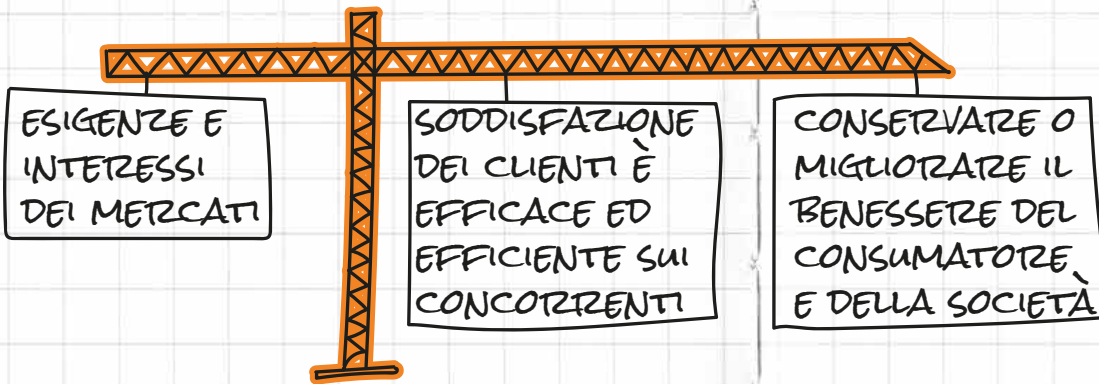 ESIGENZE E
INTERESSI
DEI MERCATI
SODDISFAZIONE
DEI CLIENTI È
EFFICACE ED
EFFICIENTE SUI
CONCORRENTI
CONSERVARE O
MIGLIORARE IL
BENESSERE DEL
CONSUMATORE
E DELLA SOCIETÀ